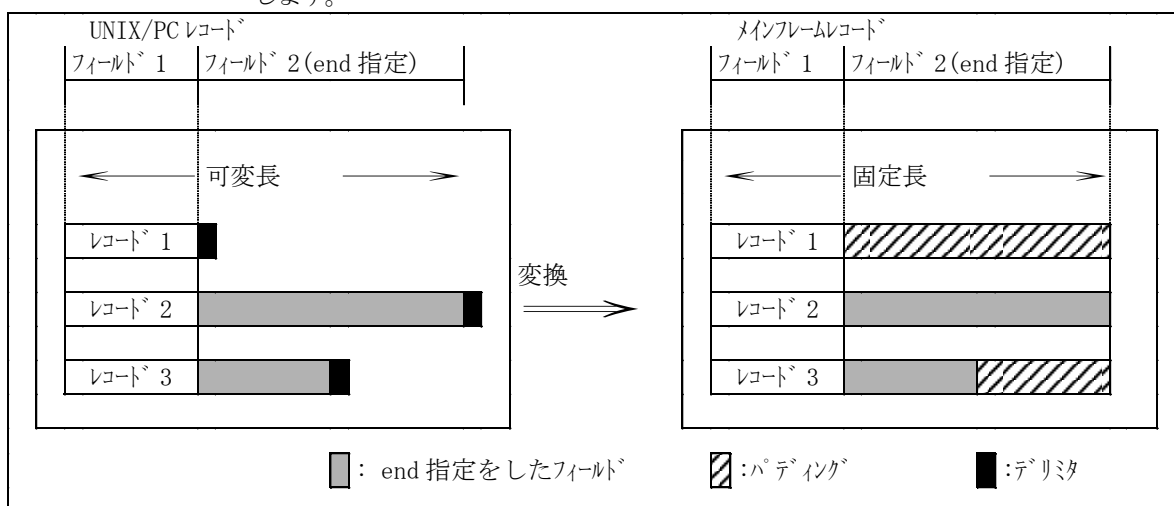 します。
UNIX/PC ﾚｺｰﾄﾞ メインフレームﾚｺｰﾄﾞ
ﾌｨｰﾙﾄﾞ 1 ﾌｨｰﾙﾄﾞ 2(end 指定) ﾌｨｰﾙﾄﾞ 1 ﾌｨｰﾙﾄﾞ 2(end 指定)
可変長 固定長
ﾚｺｰﾄﾞ 1 ﾚｺｰﾄﾞ 1
変換
ﾚｺｰﾄﾞ 2 ﾚｺｰﾄﾞ 2
ﾚｺｰﾄﾞ 3 ﾚｺｰﾄﾞ 3
: end 指定をしたﾌｨｰﾙﾄﾞ :ﾊﾟﾃﾞｨﾝｸﾞ :ﾃﾞﾘﾐﾀ